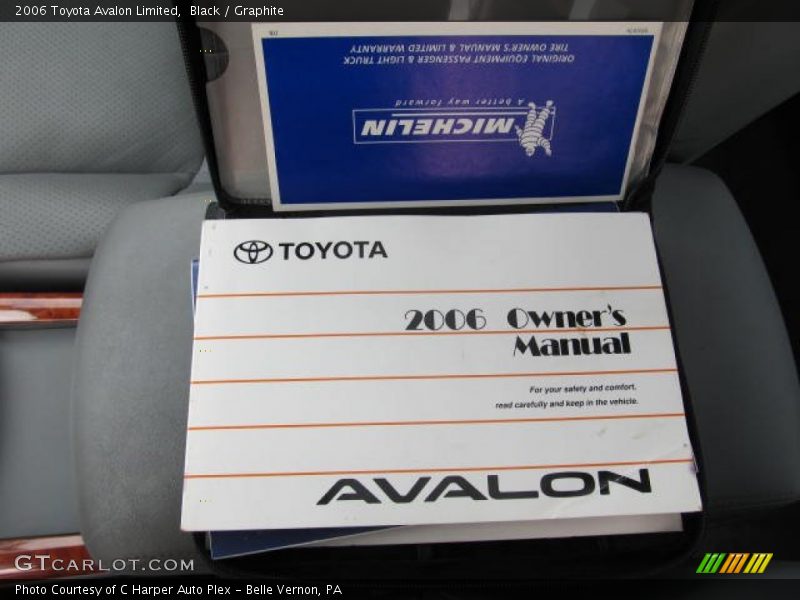 2006 Toyota Avalon Limited,  Black / Graphite
ORIGINAL EQUIPMENT PASSENGER & LIGHT TRUCK
TIRE OWNER'S MANUAL & LIMITED WARRANTY
MICHELIN
A better way forward
TOYOTA
2006 Owner's
Manual
For your safety and comfort,
read carefully and keep in the vehicle.
AVALON
GTCARLOT.COM
Photo Courtesy of C Harper Auto Plex - Belle Vernon, PA